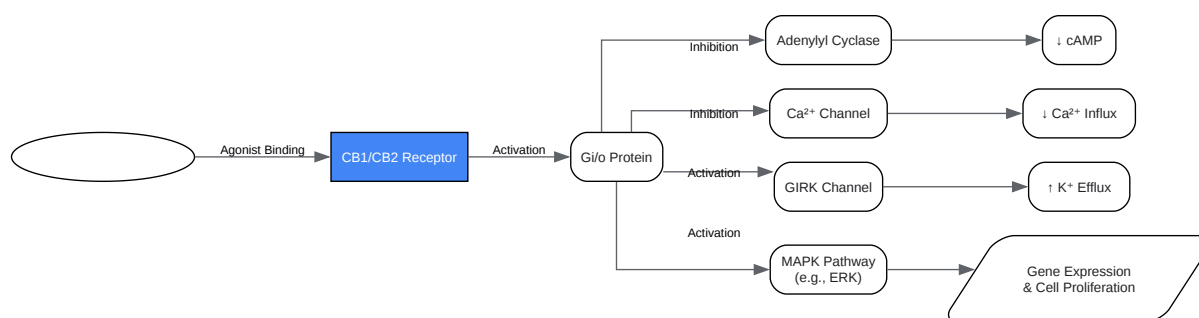 Agonist Binding
CB1/CB2 Receptor
Activation
Gi/o Protein
Inhibition
Adenylyl Cyclase
↓ cAMP
Inhibition
Ca²⁺ Channel
↓ Ca²⁺ Influx
Activation
GIRK Channel
↑ K⁺ Efflux
Activation
MAPK Pathway
(e.g., ERK)
Gene Expression
& Cell Proliferation